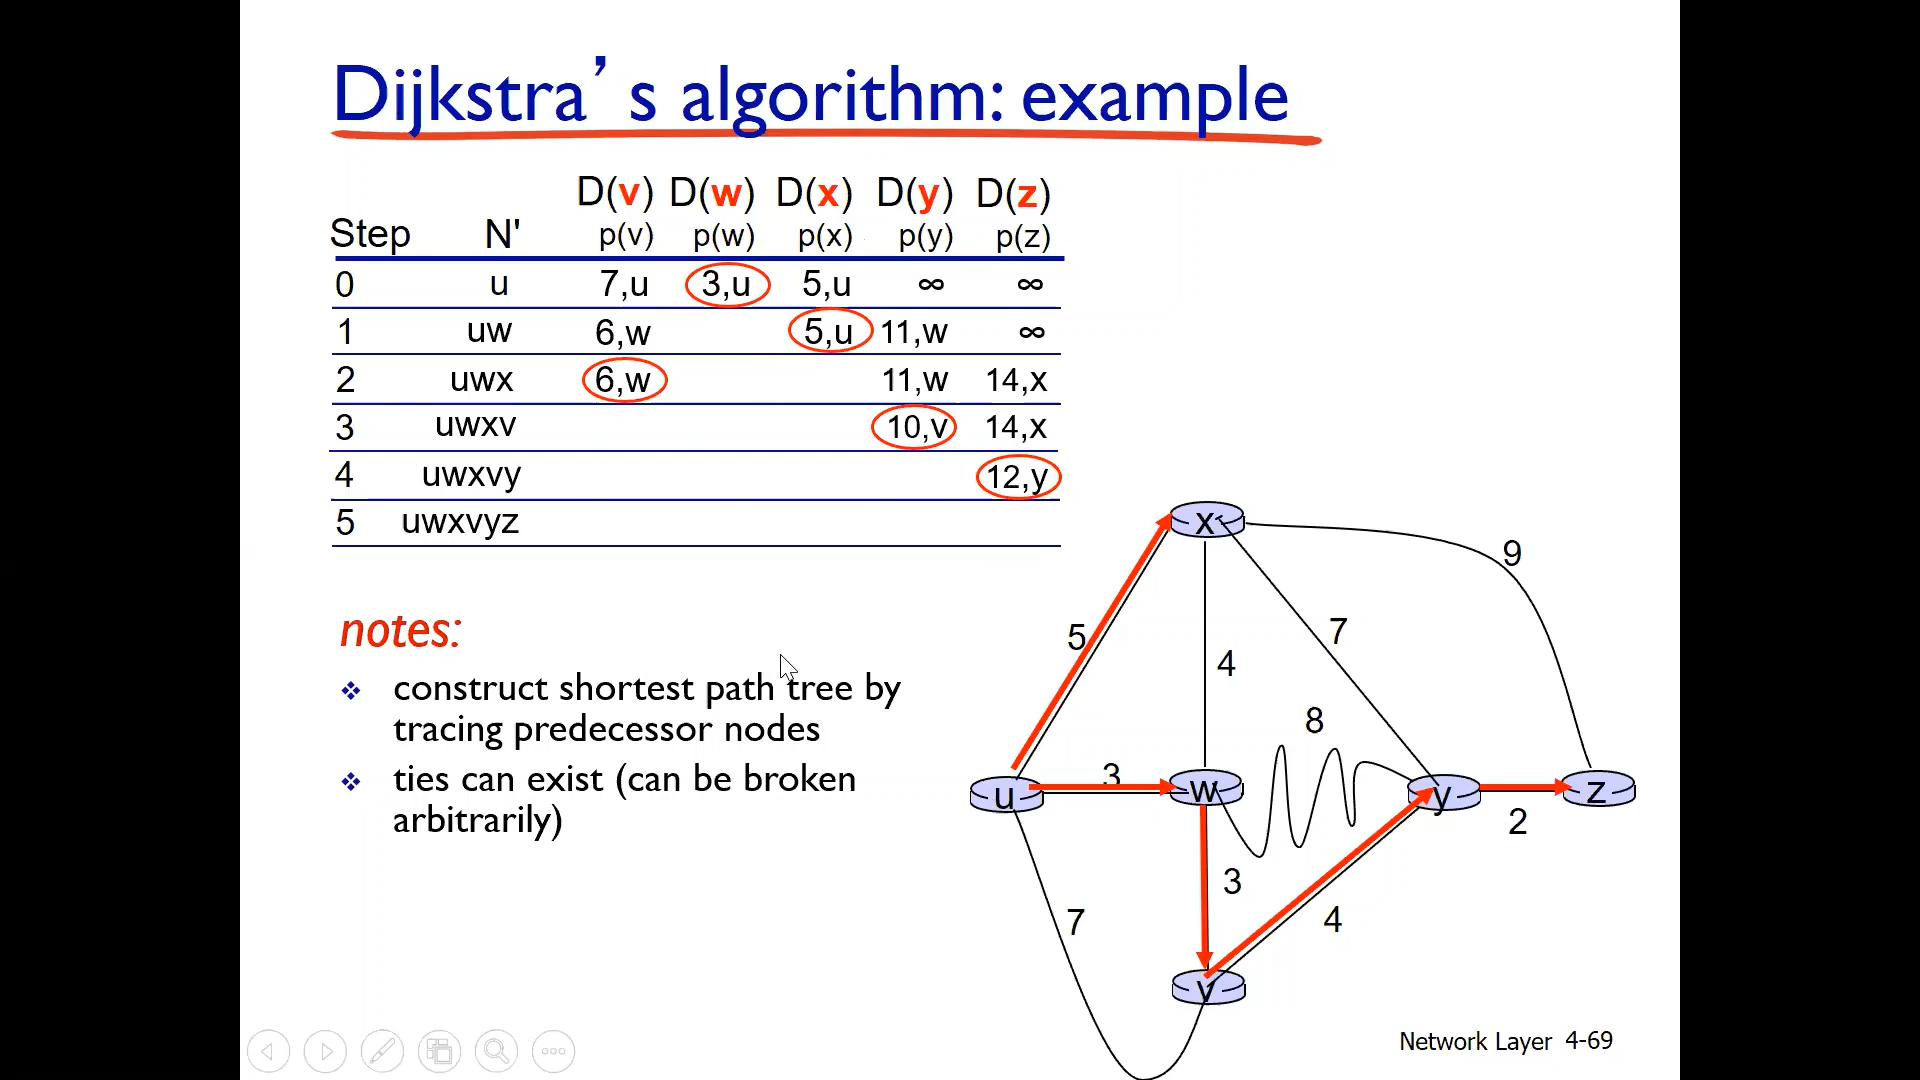 Dijkstra’s algorithm: example
D(v) D(w) D(x) D(y) D(z)
Step N' p(v) p(w) p(x) p(y) p(z)
0 u 7,u 3,u 5,u ∞ ∞
1 uw 6,w 5,u 11,w ∞
2 uwx 6,w 11,w 14,x
3 uwxv 10,v 14,x
4 uwxvy 12,y
5 uwxvyz
notes:
❖ construct shortest path tree by
tracing predecessor nodes
❖ ties can exist (can be broken
arbitrarily)
x
9
5
7
4
8
3
u
w
y
z
2
3
7
4
v
Network Layer 4-69